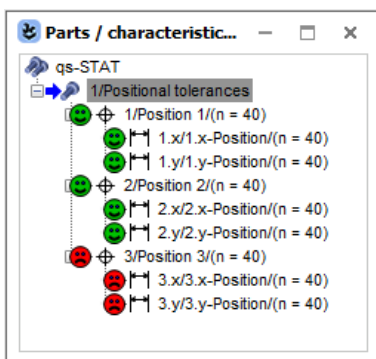 Parts / characteristic...
qs-STAT
1/Positional tolerances
1/Position 1/(n = 40)
1.x/1.x-Position/(n = 40)
1.y/1.y-Position/(n = 40)
2/Position 2/(n = 40)
2.x/2.x-Position/(n = 40)
2.y/2.y-Position/(n = 40)
3/Position 3/(n = 40)
3.x/3.x-Position/(n = 40)
3.y/3.y-Position/(n = 40)